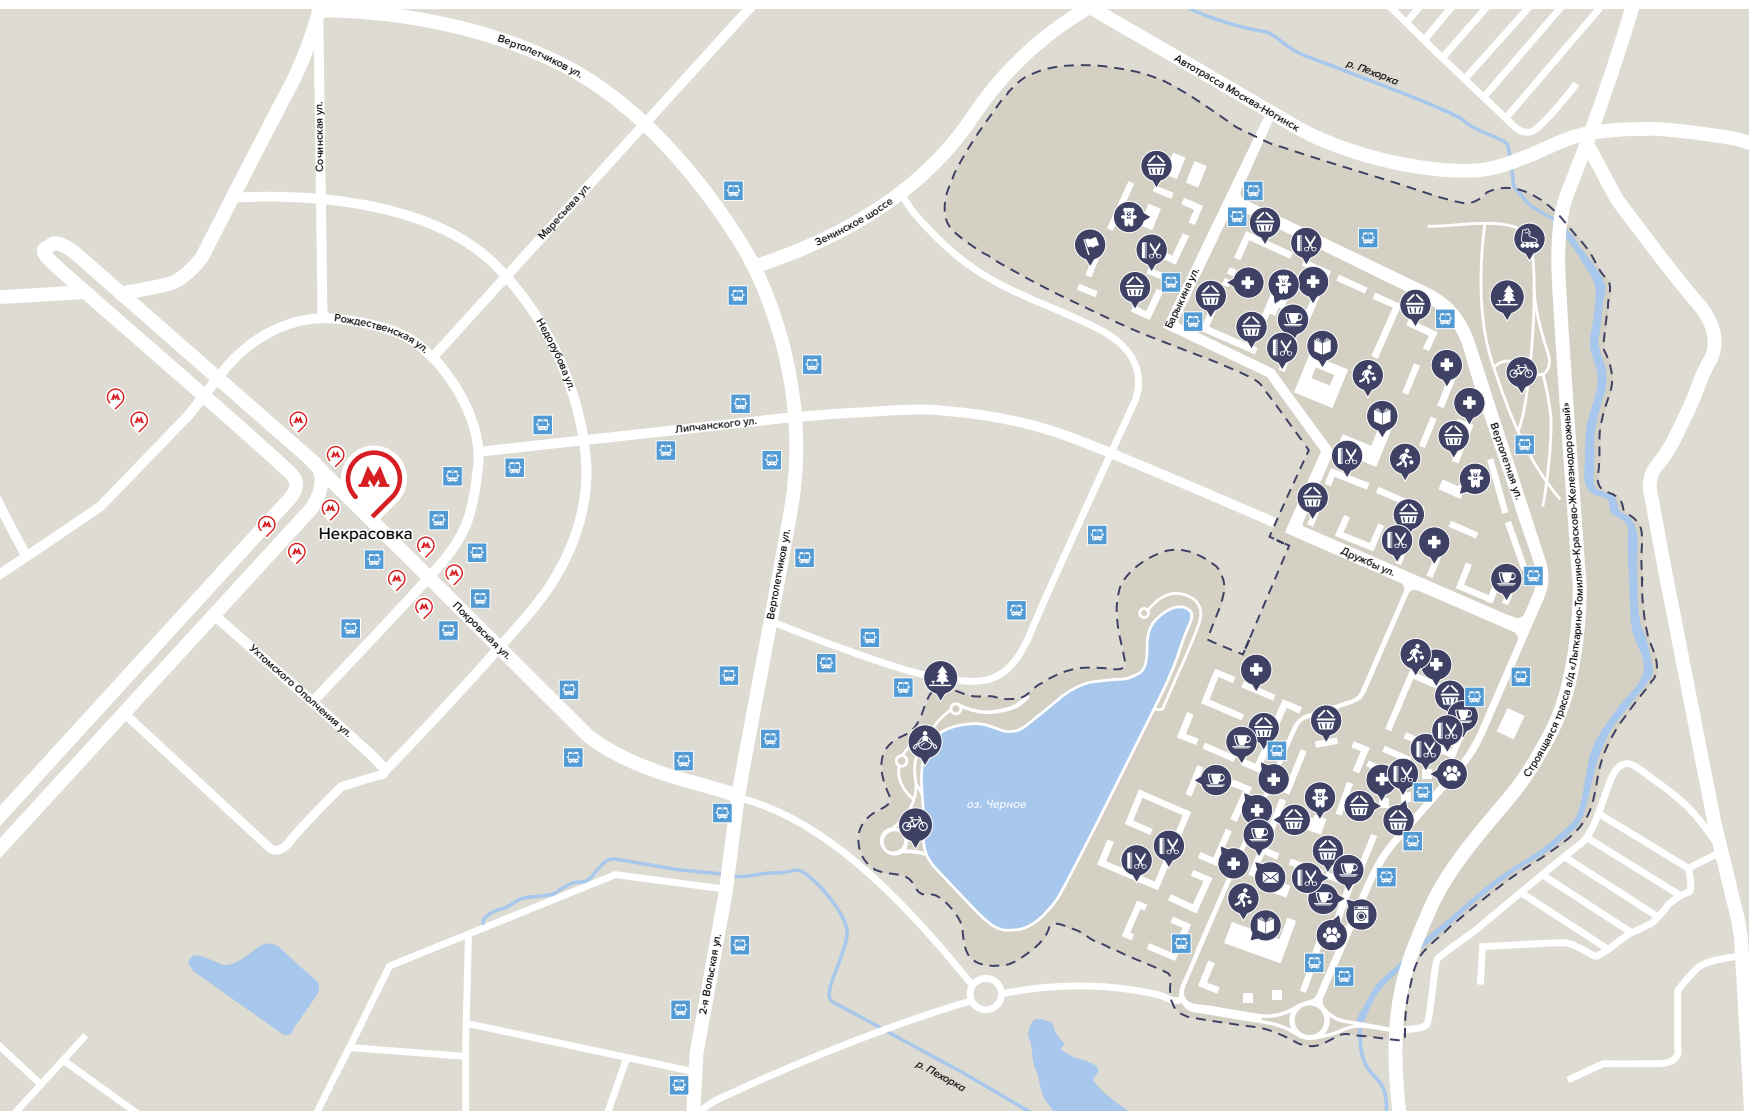 Вертолетчиков ул.
Автотрасса Москва-Ногинск
р. Пехорка
Сочинская ул.
Маресьева ул.
Зенинское шоссе
Барыкина ул.
Рождественская ул.
Недорубова ул.
Липчанского ул.
Вертолетная ул.
Строящаяся трасса а/д «Лыткарино-Томилино-Красково-Железнодорожный»
Некрасовка
Дружбы ул.
Вертолетчиков ул.
Покровская ул.
Ухтомского Ополчения ул.
оз. Черное
2-я Вольская ул.
р. Пехорка